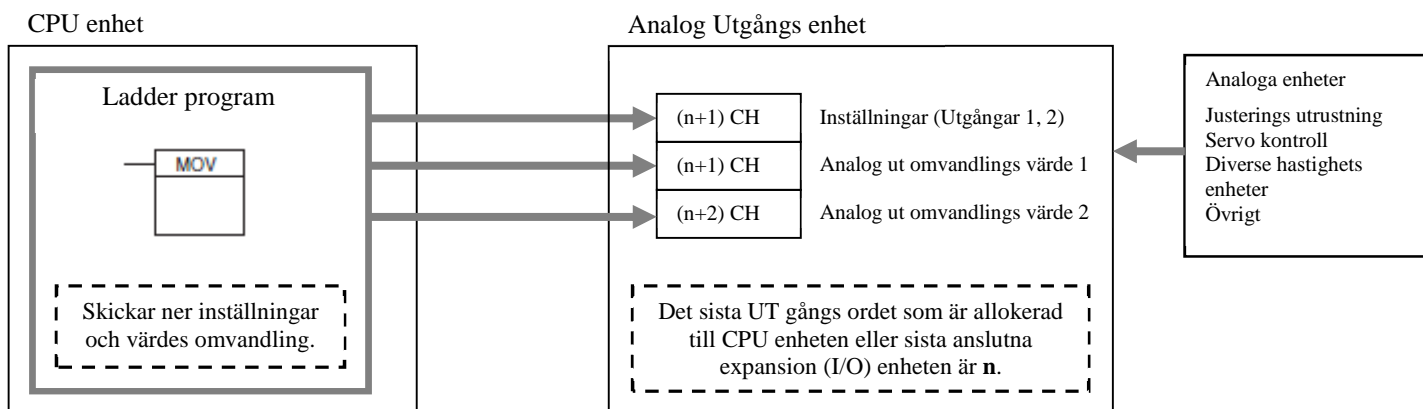 CPU enhet
Ladder program
MOV
Skickar ner inställningar
och värdes omvandling.
Analog Utgångs enhet
(n+1) CH Inställningar (Utgångar 1, 2)
(n+1) CH Analog ut omvandlings värde 1
(n+2) CH Analog ut omvandlings värde 2
Det sista UT gångs ordet som är allokerad
till CPU enheten eller sista anslutna
expansion (I/O) enheten är n.
Analoga enheter
Justerings utrustning
Servo kontroll
Diverse hastighets
enheter
Övrigt